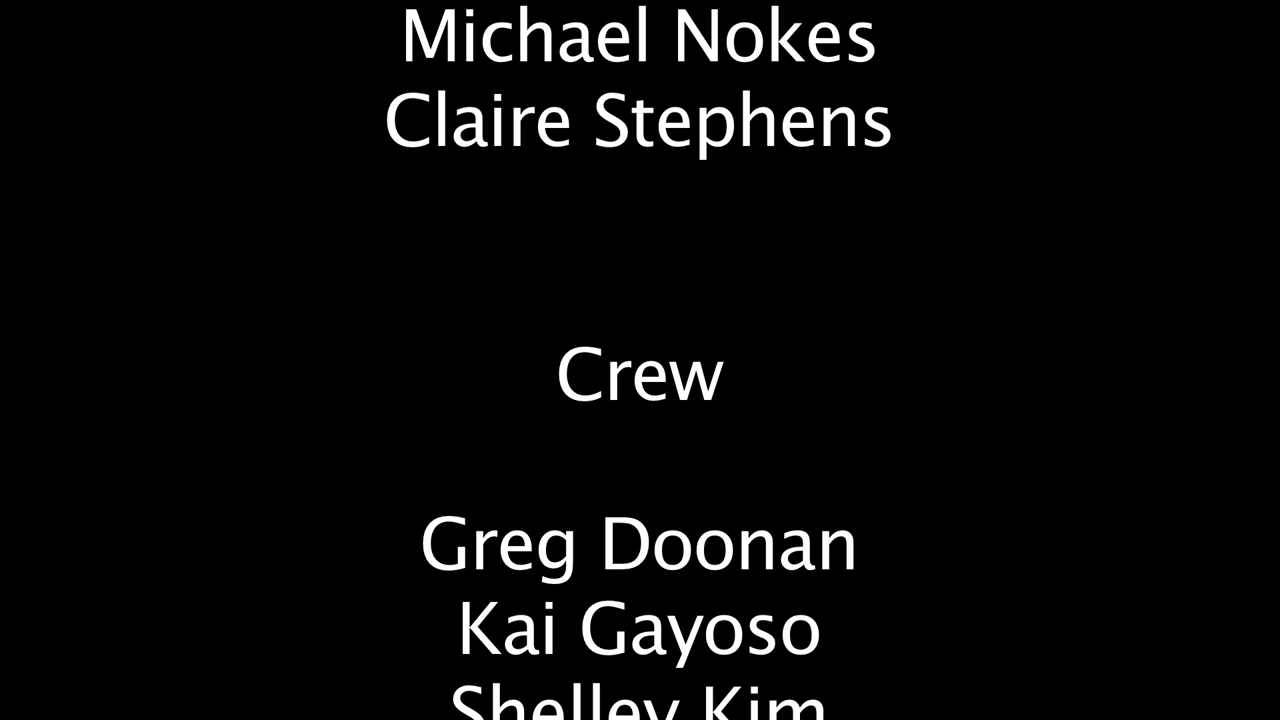 Michael Nokes
Claire Stephens
Crew
Greg Doonan
Kai Gayoso
Shelley Kim